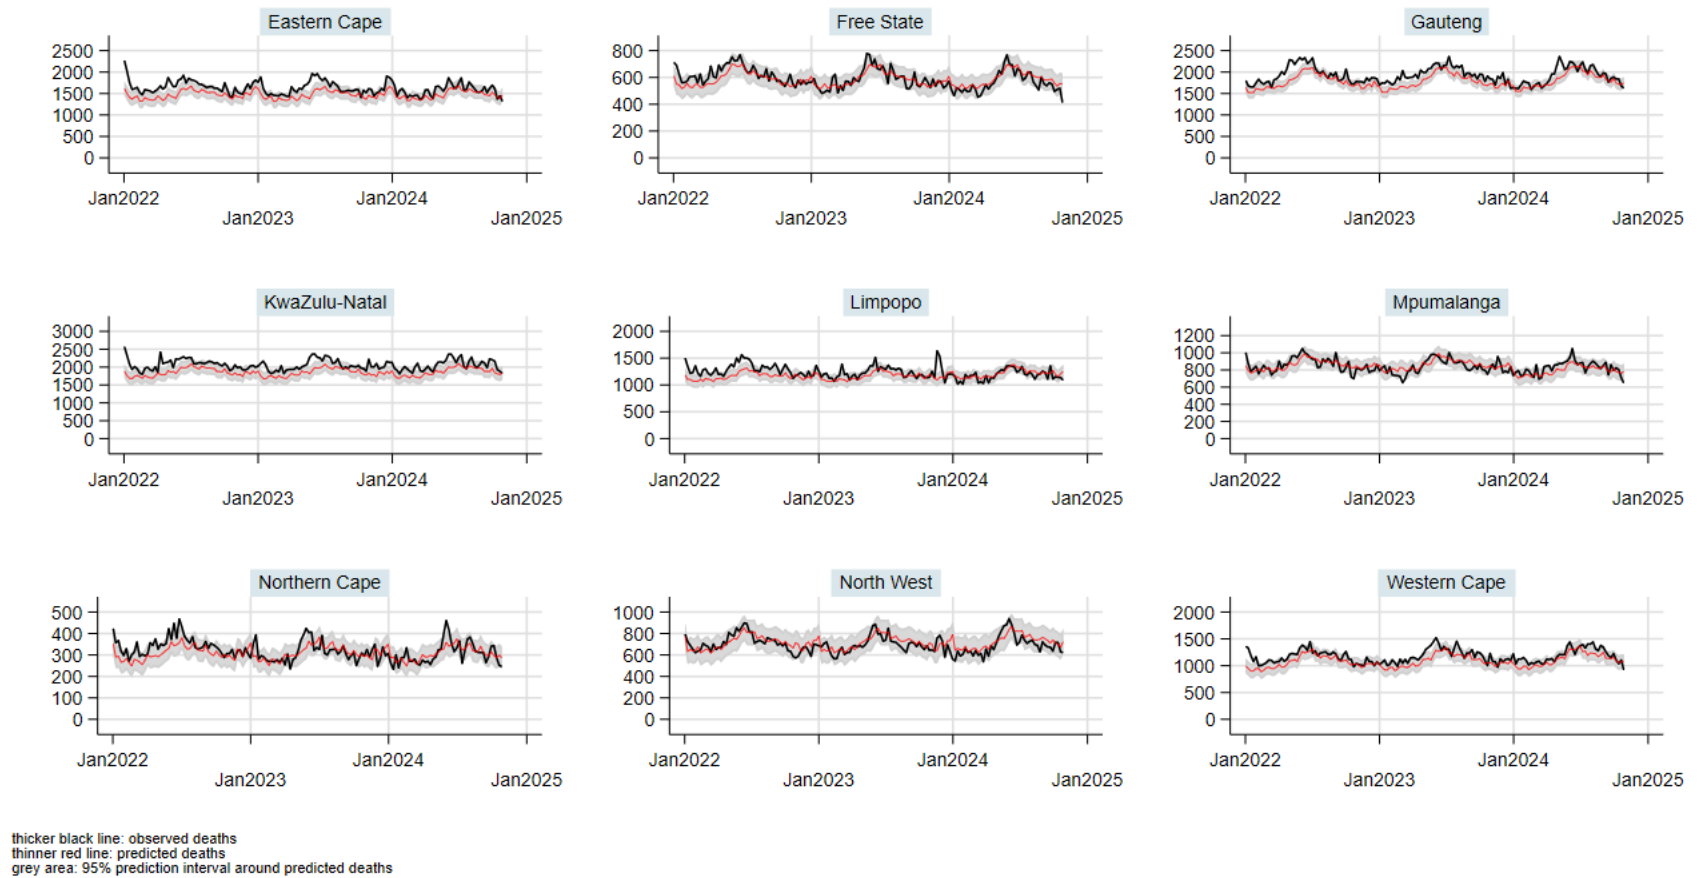 Eastern Cape
2500
2000
1500
1000
500
0
Jan2022
Jan2023
Jan2024
Jan2025
Free State
800
600
400
200
0
Jan2022
Jan2023
Jan2024
Jan2025
Gauteng
2500
2000
1500
1000
500
0
Jan2022
Jan2023
Jan2024
Jan2025
KwaZulu-Natal
3000
2500
2000
1500
1000
500
0
Jan2022
Jan2023
Jan2024
Jan2025
Limpopo
2000
1500
1000
500
0
Jan2022
Jan2023
Jan2024
Jan2025
Mpumalanga
1200
1000
800
600
400
200
0
Jan2022
Jan2023
Jan2024
Jan2025
Northern Cape
500
400
300
200
100
0
Jan2022
Jan2023
Jan2024
Jan2025
North West
1000
800
600
400
200
0
Jan2022
Jan2023
Jan2024
Jan2025
Western Cape
2000
1500
1000
500
0
Jan2022
Jan2023
Jan2024
Jan2025
thicker black line: observed deaths
thinner red line: predicted deaths
grey area: 95% prediction interval around predicted deaths